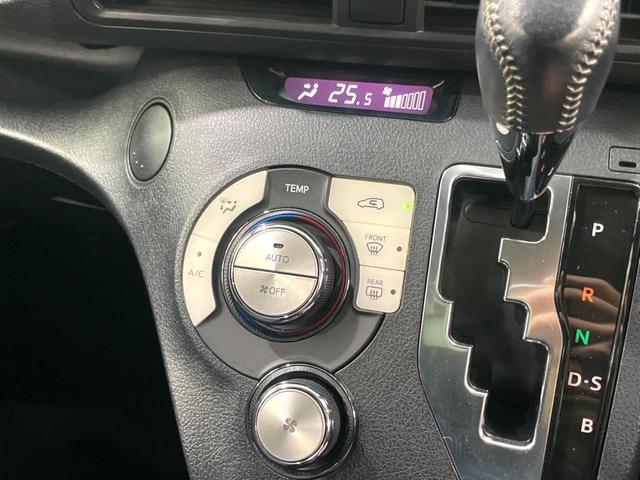 25.5
TEMP
AUTO
OFF
A/C
FRONT
REAR
P
R
N
D-S
B